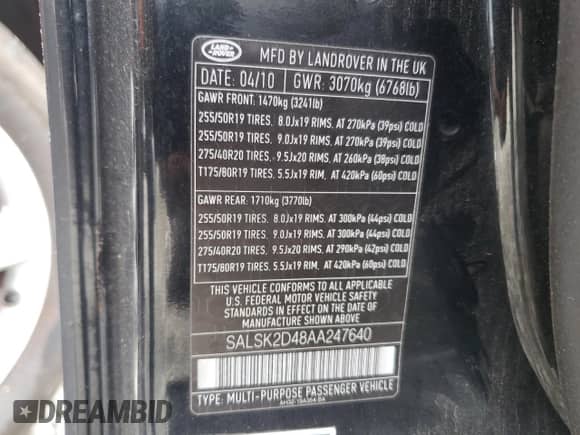 LAND
ROVER
MFD BY LANDROVER IN THE UK
DATE: 04/10 GWR: 3070kg (6768lb)
GAWR FRONT: 1470kg (3241lb)
255/50R19 TIRES. 8.0Jx19 RIMS. AT 270kPa (39psi) COLD
255/50R19 TIRES. 9.0Jx19 RIMS. AT 270kPa (39psi) COLD
275/40R20 TIRES. 9.5Jx20 RIMS. AT 260kPa (38psi) COLD
T175/80R19 TIRES. 5.5Jx19 RIM. AT 420kPa (60psi) COLD
GAWR REAR: 1710kg (3770lb)
255/50R19 TIRES. 8.0Jx19 RIMS. AT 300kPa (44psi) COLD
255/50R19 TIRES. 9.0Jx19 RIMS. AT 300kPa (44psi) COLD
275/40R20 TIRES. 9.5Jx20 RIMS. AT 290kPa (42psi) COLD
T175/80R19 TIRES. 5.5Jx19 RIM. AT 420kPa (60psi) COLD
THIS VEHICLE CONFORMS TO ALL APPLICABLE
U.S. FEDERAL MOTOR VEHICLE SAFETY
STANDARDS IN EFFECT ON THE DATE OF
MANUFACTURE SHOWN ABOVE.
SALSK2D48AA247640
TYPE: MULTI-PURPOSE PASSENGER VEHICLE
DREAMBID